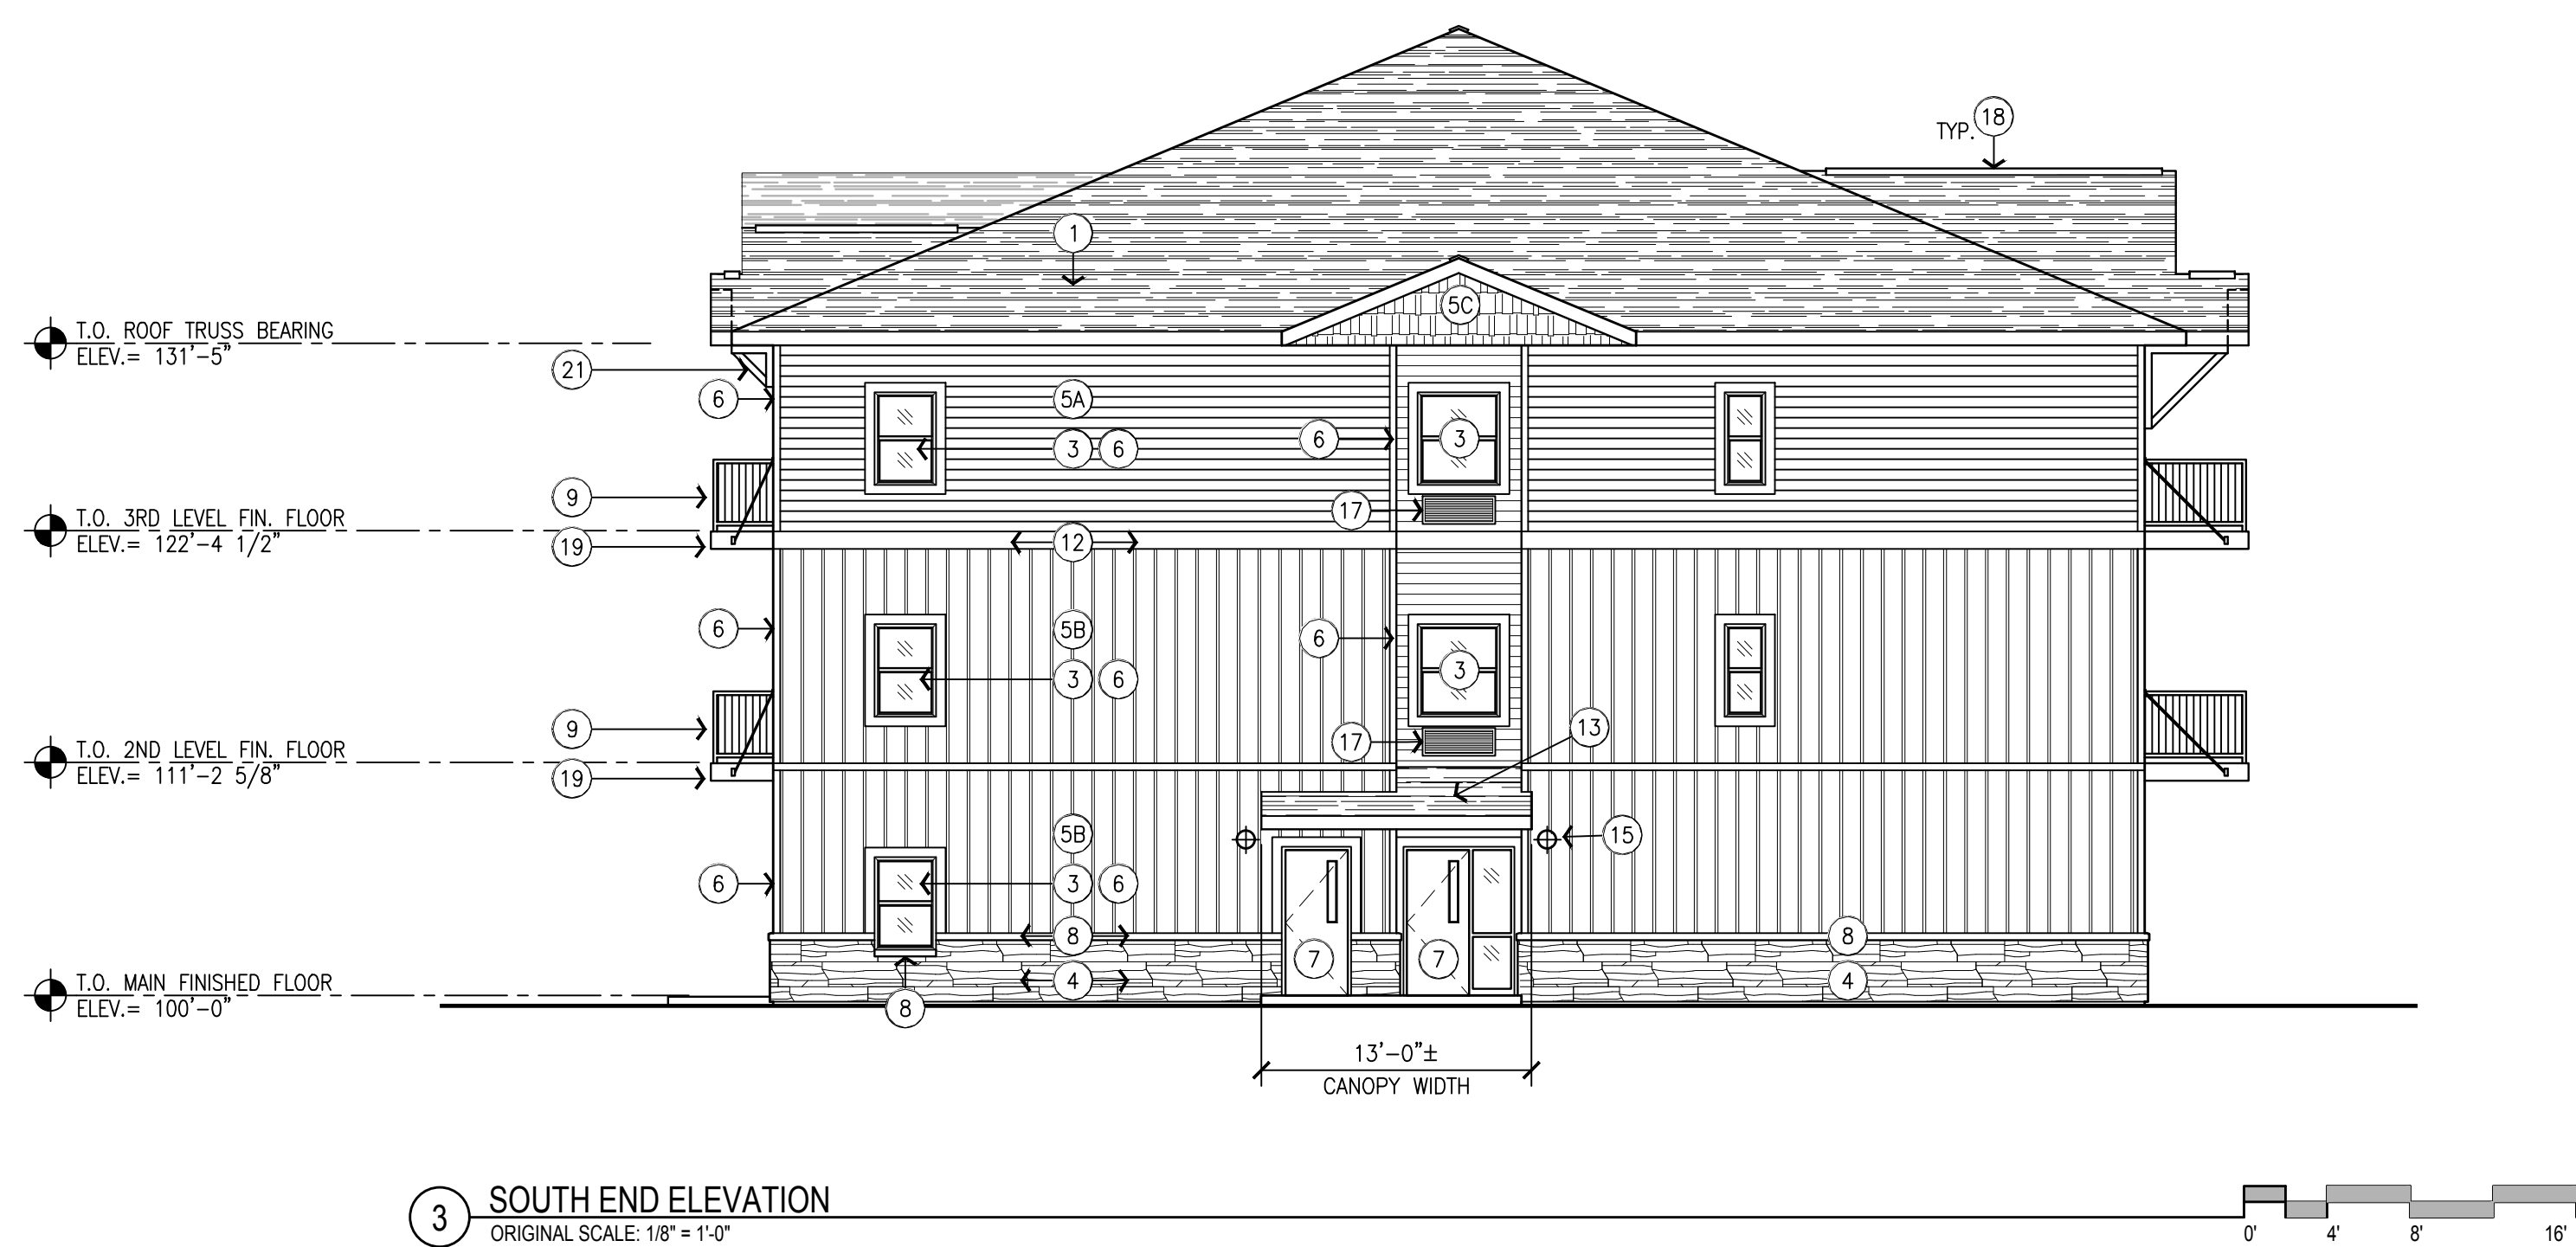 TYP. 18
1
5C
T.O. ROOF TRUSS BEARING
ELEV.= 131'-5"
21
6
5A
3 6
6
3
9
17
T.O. 3RD LEVEL FIN. FLOOR
ELEV.= 122'-4 1/2"
19
12
6
5B
6
3 6
3
9
17
13
T.O. 2ND LEVEL FIN. FLOOR
ELEV.= 111'-2 5/8"
19
5B
15
6
3 6
8
8
7
7
4
4
T.O. MAIN FINISHED FLOOR
ELEV.= 100'-0"
8
13'-0"±
CANOPY WIDTH
3
SOUTH END ELEVATION
ORIGINAL SCALE: 1/8" = 1'-0"
0' 4' 8' 16'